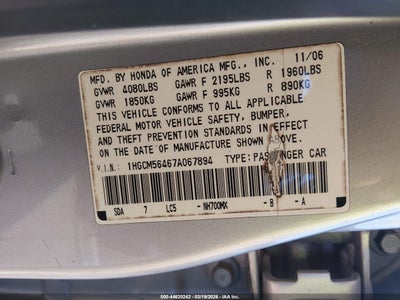 MFD. BY HONDA OF AMERICA MFG., INC. 11/06
GVWR 4080LBS GAWR F 2195LBS R 1960LBS
GVWR 1850KG GAWR F 995KG R 890KG
THIS VEHICLE CONFORMS TO ALL APPLICABLE
FEDERAL MOTOR VEHICLE SAFETY, BUMPER,
AND THEFT PREVENTION STANDARDS IN EFFECT
ON THE DATE OF MANUFACTURE SHOWN ABOVE.
V.I.N. 1HGCM56467A067894 TYPE: PASSENGER CAR
SDA 7 LC5 - NH700MX - B - A
000-44620243 - 03/19/2026 - IAA Inc.